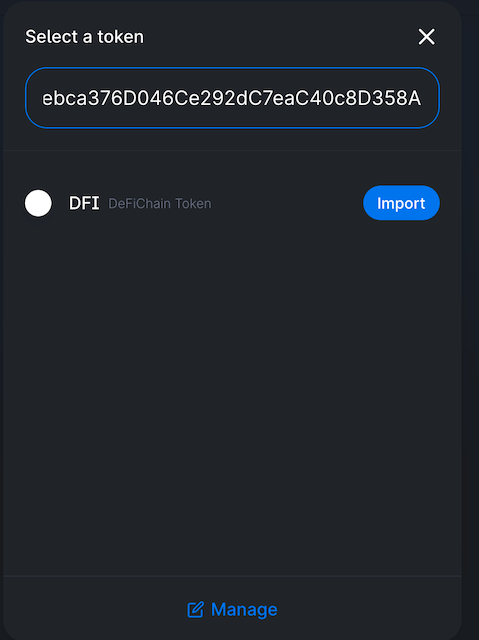 Select a token
ebca376D046Ce292dC7eaC40c8D358A
DFI DeFiChain Token
Import
Manage